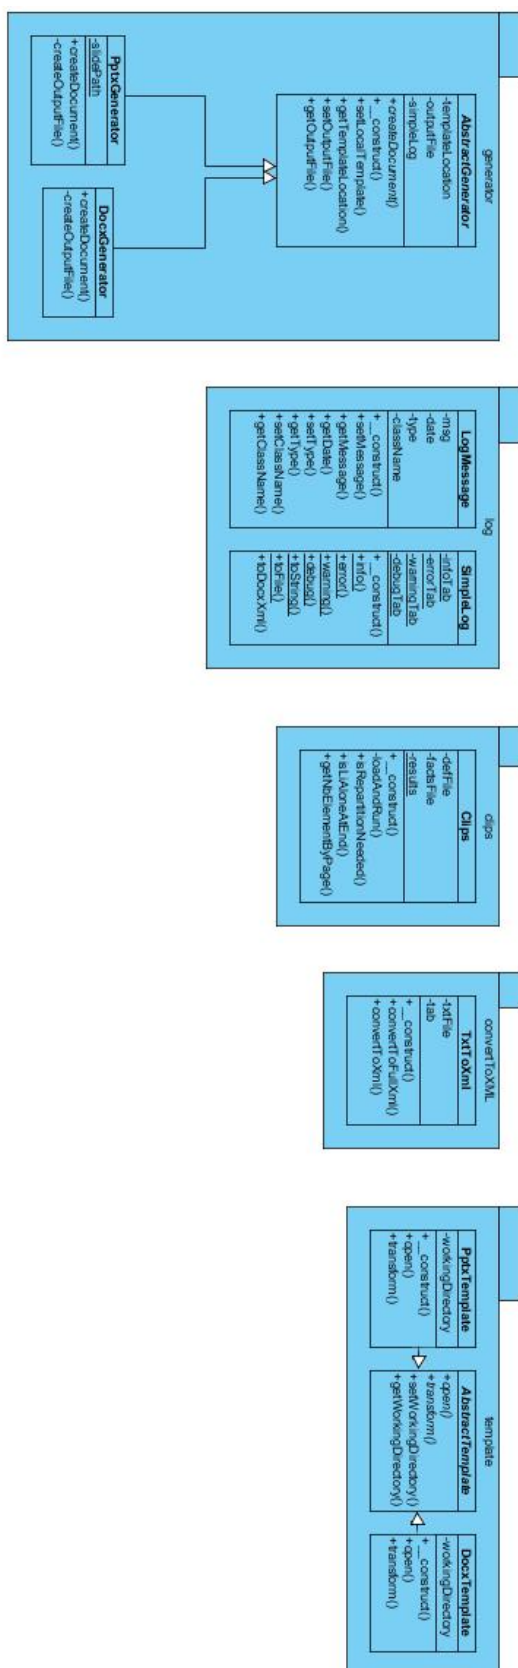 generator
AbstractGenerator
-templateLocation
-outputFile
-simpleLog
+createDocument()
+__construct()
+setLocalTemplate()
+getTemplateLocation()
+setOutputFile()
+getOutputFile()
PptxGenerator
-slidePath
+createDocument()
-createOutputFile()
DocxGenerator
+createDocument()
-createOutputFile()
log
LogMessage
-msg
-date
-type
-className
+__construct()
+setMessage()
+getMessage()
+getDate()
+setType()
+getType()
+setClassName()
+getClassName()
SimpleLog
-infoTab
-errorTab
-warningTab
-debugTab
+__construct()
+info()
+error()
+warning()
+debug()
+toString()
+toFile()
+toDocxXml()
clips
Clips
-defFile
-factsFile
-results
+__construct()
-loadAndRun()
+isRepartitionNeeded()
+isLiAloneAtEnd()
+getNbElementByPage()
convertToXML
TxtToXml
-txtFile
-tab
+__construct()
+convertToFullXml()
+convertToXml()
template
PptxTemplate
-workingDirectory
+__construct()
+open()
+transform()
AbstractTemplate
+open()
+transform()
+setWorkingDirectory()
+getWorkingDirectory()
DocxTemplate
-workingDirectory
+__construct()
+open()
+transform()